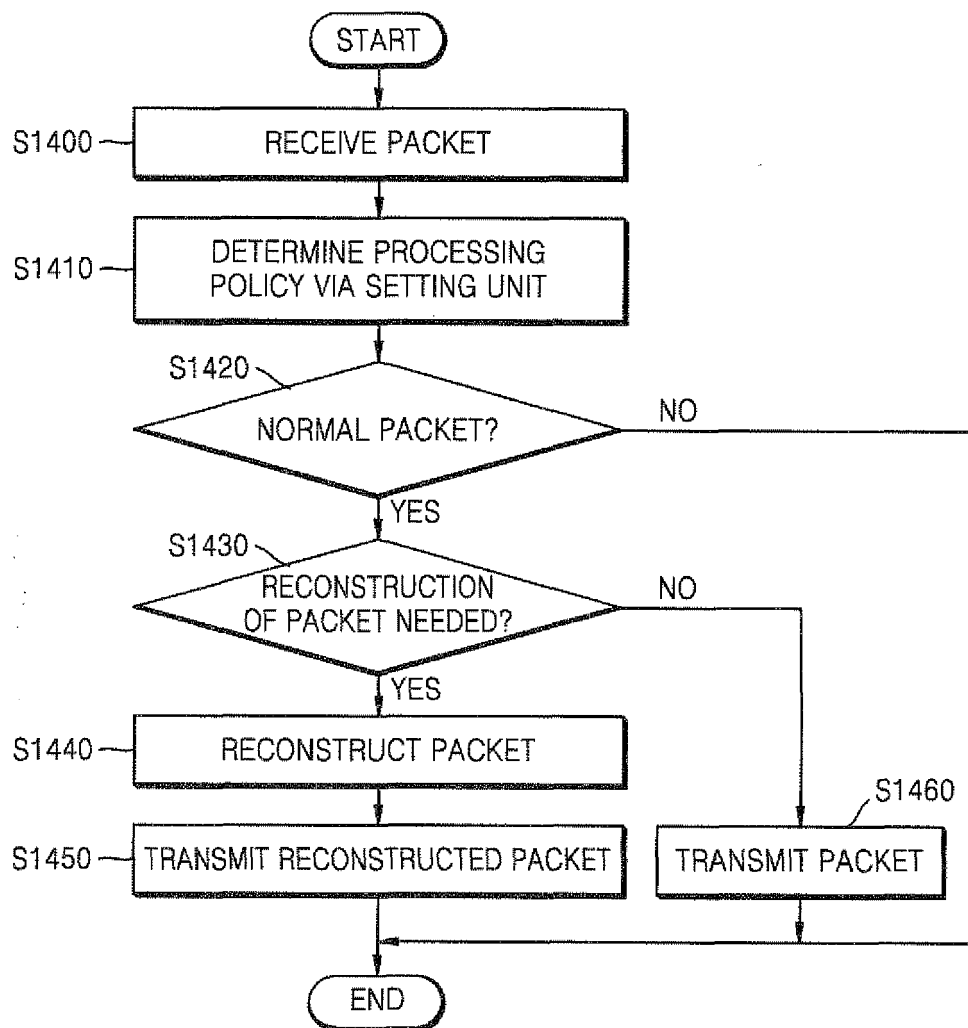 START
S1400
RECEIVE PACKET
S1410
DETERMINE PROCESSING
POLICY VIA SETTING UNIT
S1420
NORMAL PACKET?
NO
YES
S1430
RECONSTRUCTION
OF PACKET NEEDED?
NO
YES
S1440
RECONSTRUCT PACKET
S1460
S1450
TRANSMIT RECONSTRUCTED PACKET
TRANSMIT PACKET
END